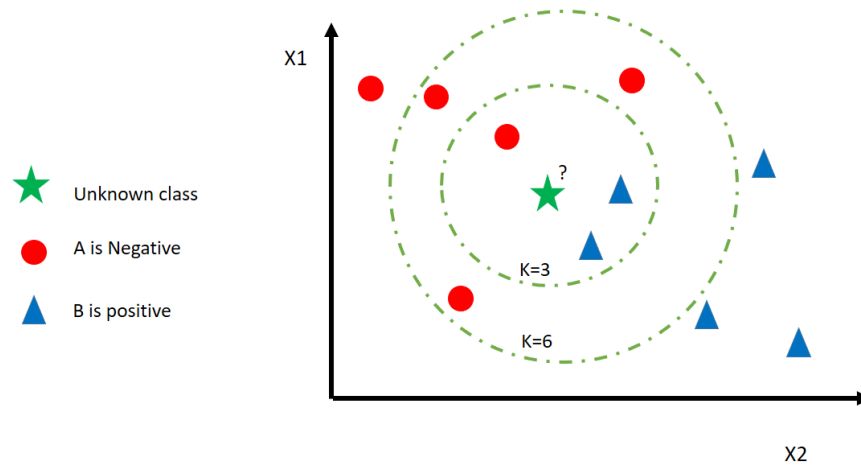 X1
?
Unknown class
A is Negative
K=3
B is positive
K=6
X2